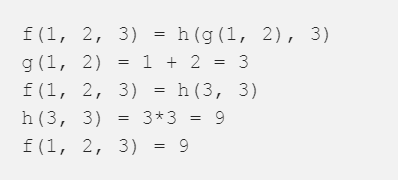 f(1, 2, 3) = h(g(1, 2), 3)
g(1, 2) = 1 + 2 = 3
f(1, 2, 3) = h(3, 3)
h(3, 3) = 3*3 = 9
f(1, 2, 3) = 9